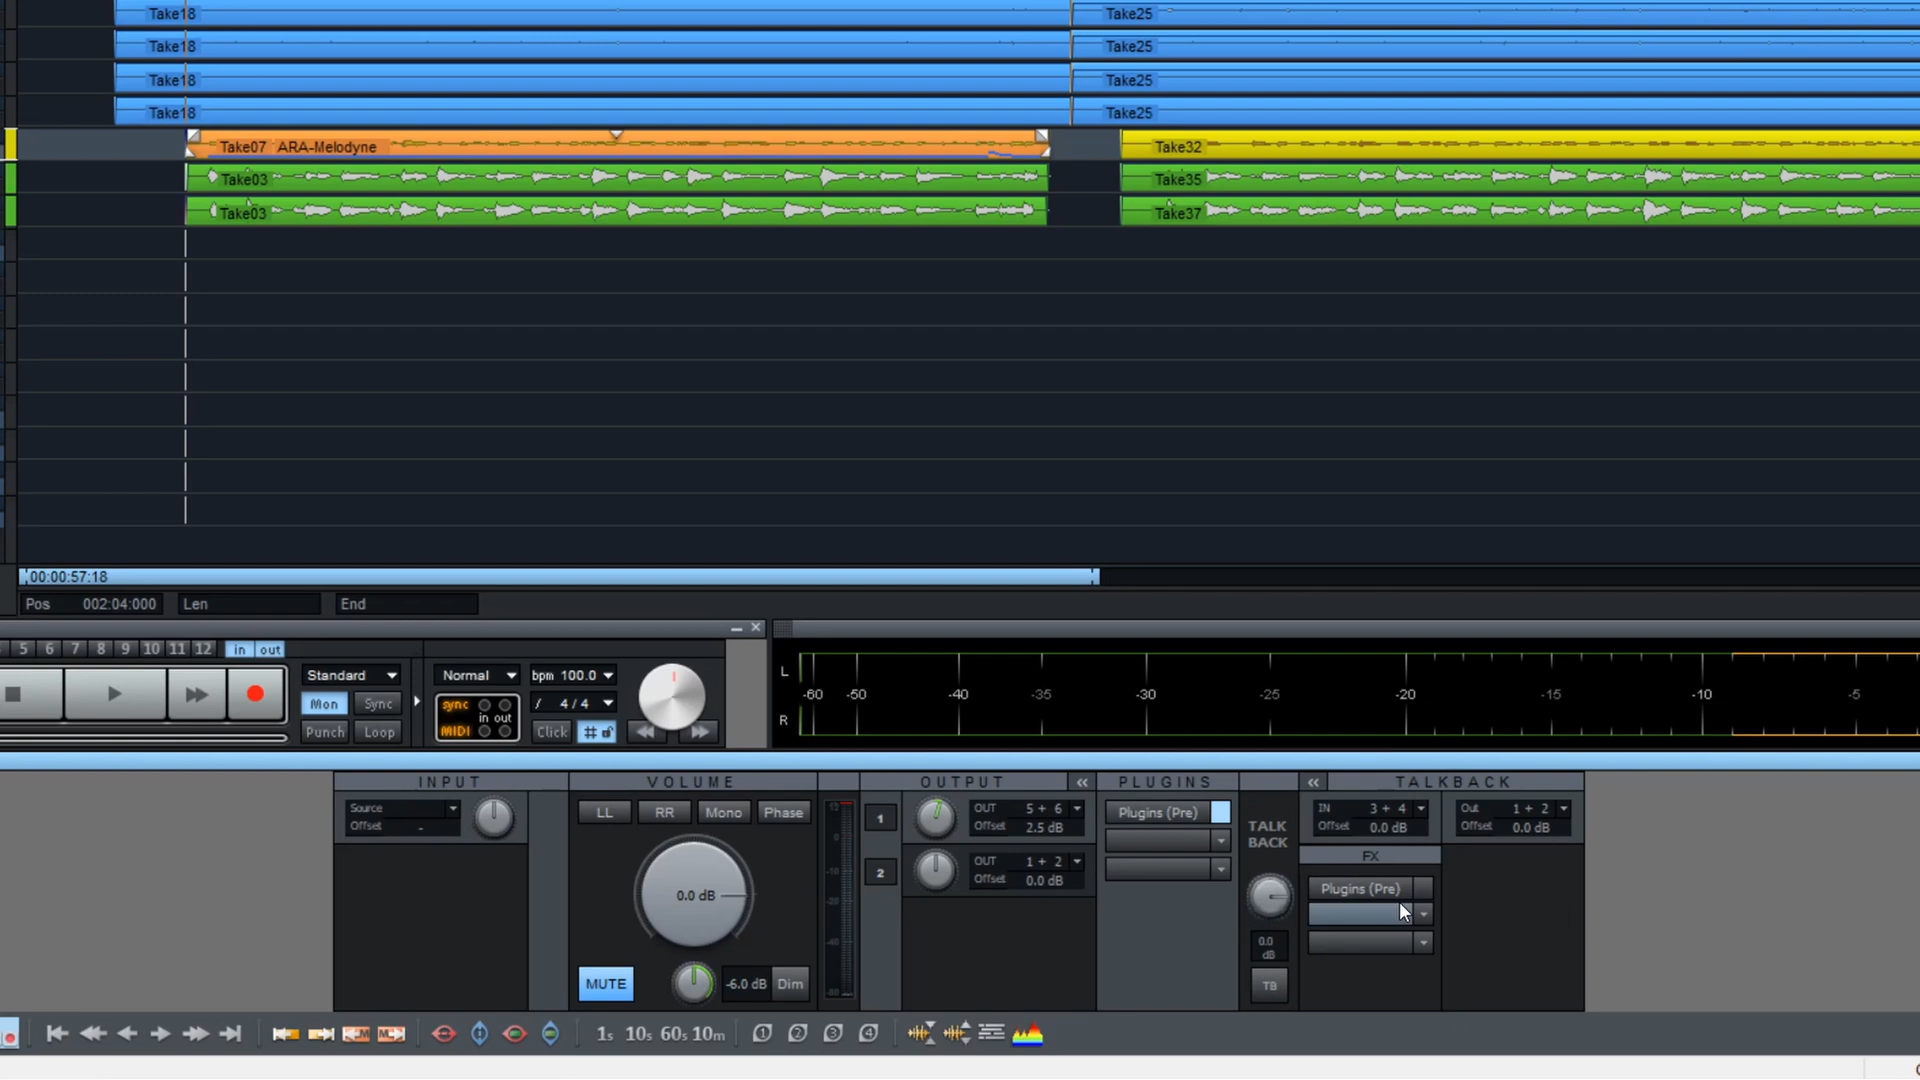 Take18 Take25
Take18 Take25
Take18 Take25
Take18 Take25
Take07 ARA-Melodyne Take32
Take03 Take35
Take03 Take37
00:00:57:18
Pos 002:04:000 Len End
5 6 7 8 9 10 11 12 in out
Standard Normal bpm 100.0
Mon Sync sync in out / 4 / 4
Punch Loop MIDI Click #
L
-60 -50 -40 -35 -30 -25 -20 -15 -10 -5
R
INPUT VOLUME OUTPUT « PLUGINS « TALKBACK
Source
Offset -
LL RR Mono Phase
0.0 dB
MUTE -6.0 dB Dim
1 OUT 5 + 6
Offset 2.5 dB
2 OUT 1 + 2
Offset 0.0 dB
Plugins (Pre)
TALK
BACK
0.0
dB
TB
IN 3 + 4
Offset 0.0 dB
Out 1 + 2
Offset 0.0 dB
FX
Plugins (Pre)
1s 10s 60s 10m 1 2 3 4